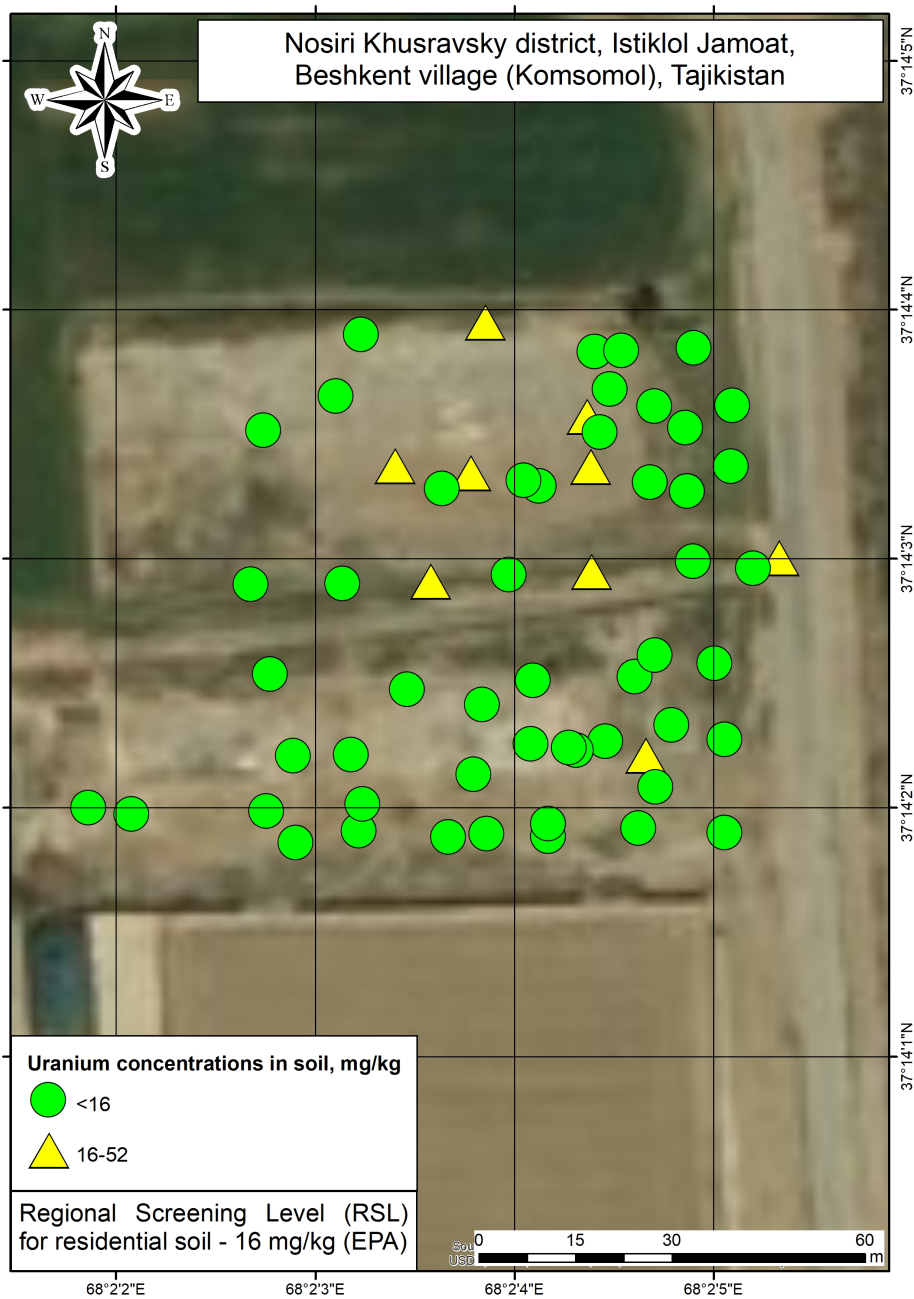 Nosiri Khusravsky district, Istiklol Jamoat,
Beshkent village (Komsomol), Tajikistan
N
W
E
S
37°14'5"N
37°14'4"N
37°14'3"N
37°14'2"N
37°14'1"N
Uranium concentrations in soil, mg/kg
<16
16-52
Regional Screening Level (RSL)
for residential soil - 16 mg/kg (EPA)
0 15 30 60
m
68°2'2"E 68°2'3"E 68°2'4"E 68°2'5"E